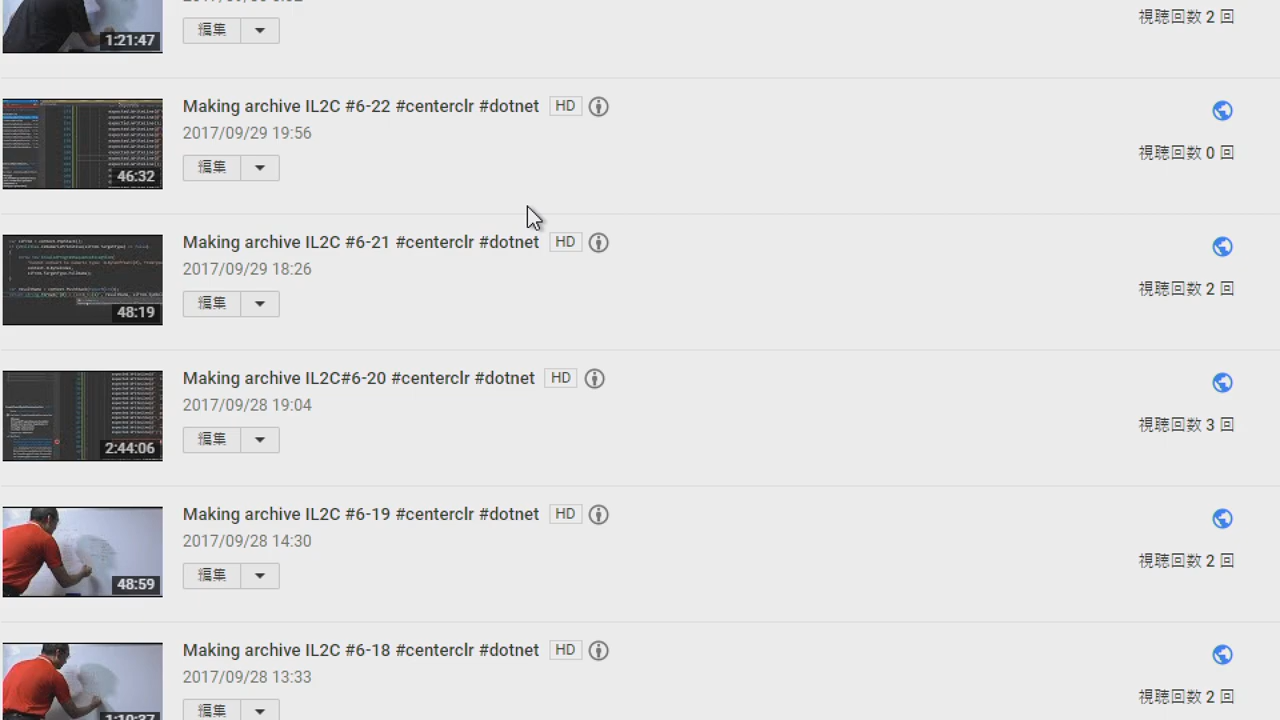 1:21:47
編集
視聴回数 2 回
Making archive IL2C #6-22 #centerclr #dotnet HD
2017/09/29 19:56
46:32
編集
視聴回数 0 回
Making archive IL2C #6-21 #centerclr #dotnet HD
2017/09/29 18:26
48:19
編集
視聴回数 2 回
Making archive IL2C#6-20 #centerclr #dotnet HD
2017/09/28 19:04
2:44:06
編集
視聴回数 3 回
Making archive IL2C #6-19 #centerclr #dotnet HD
2017/09/28 14:30
48:59
編集
視聴回数 2 回
Making archive IL2C #6-18 #centerclr #dotnet HD
2017/09/28 13:33
1:10:37
編集
視聴回数 2 回